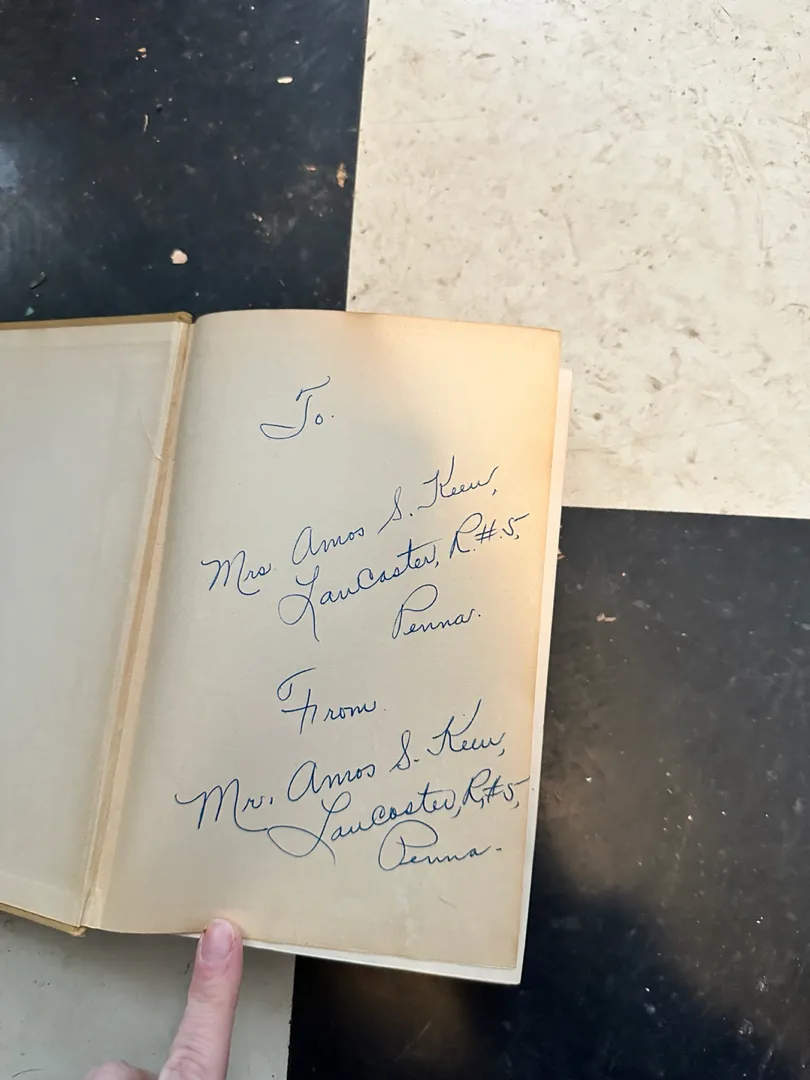 To.
Mrs. Amos S. Keen,
Lancaster, R.#.5,
Penna.
From
Mr. Amos S. Keen,
Lancaster, R,#5,
Penna.